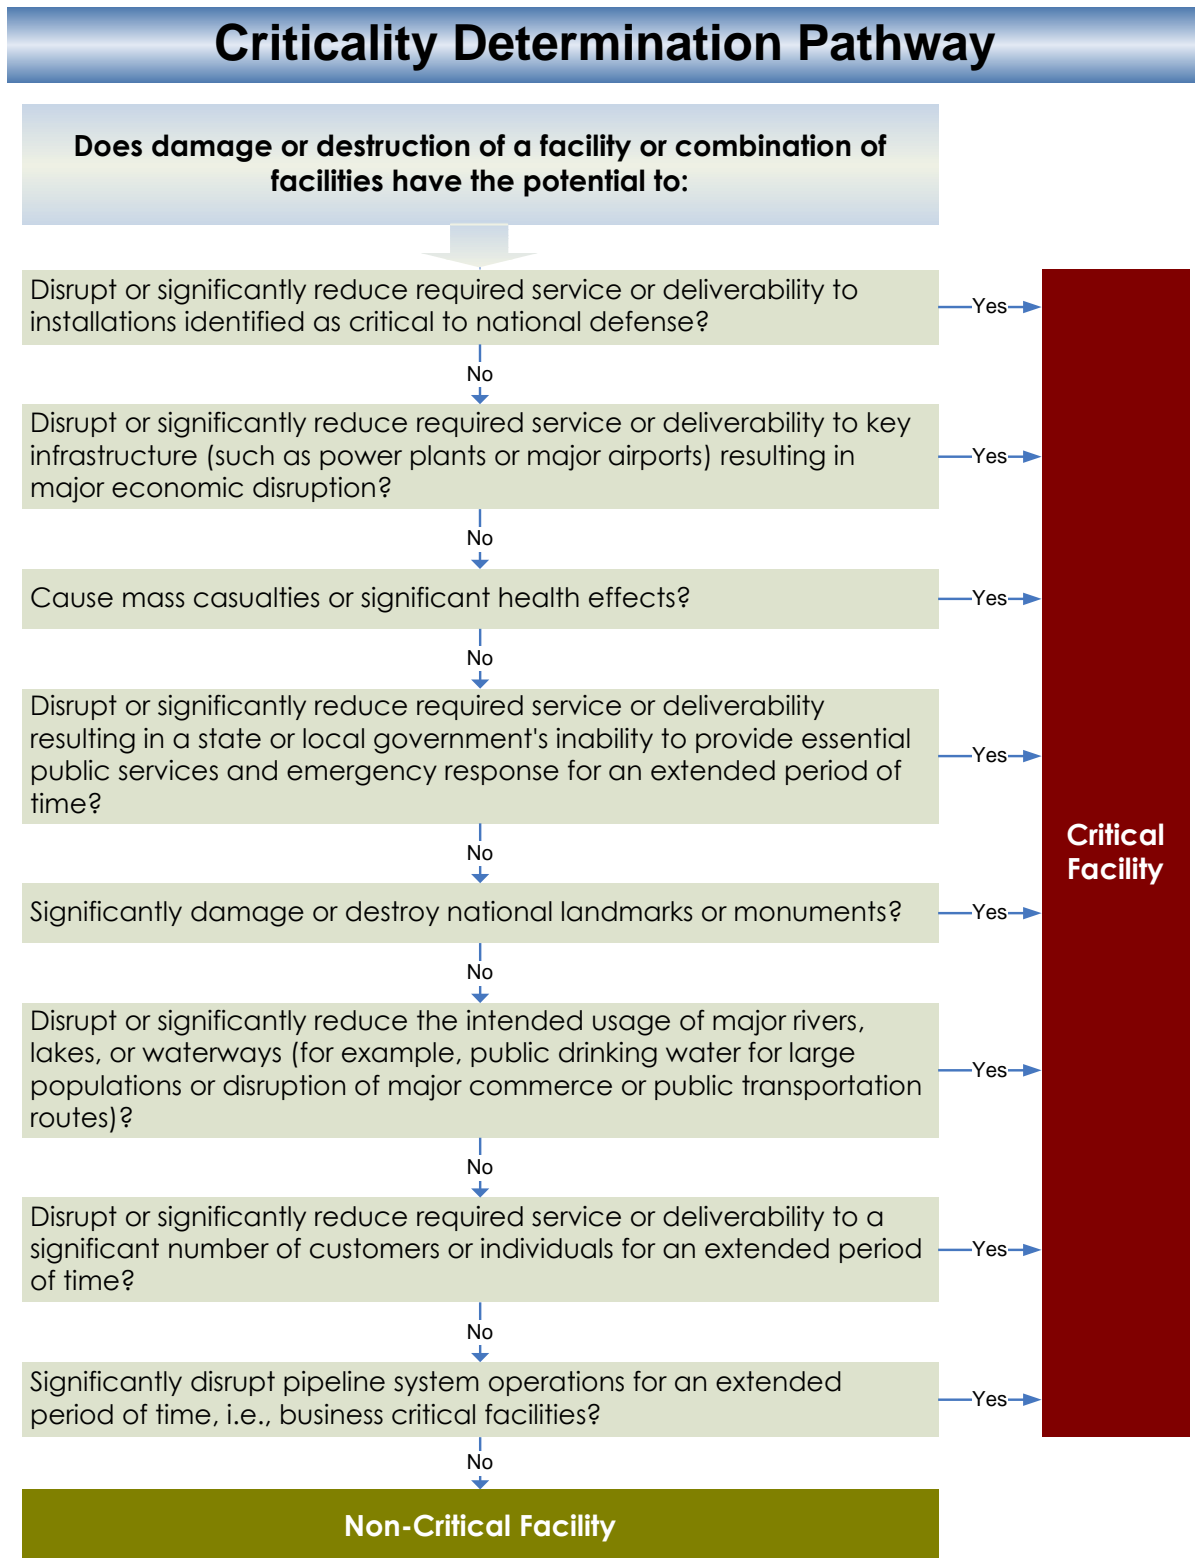 Criticality Determination Pathway
Does damage or destruction of a facility or combination of
facilities have the potential to:
Disrupt or significantly reduce required service or deliverability to
installations identified as critical to national defense?
Yes
No
Disrupt or significantly reduce required service or deliverability to key
infrastructure (such as power plants or major airports) resulting in
major economic disruption?
Yes
No
Cause mass casualties or significant health effects?
Yes
No
Disrupt or significantly reduce required service or deliverability
resulting in a state or local government's inability to provide essential
public services and emergency response for an extended period of
time?
Yes
No
Critical
Facility
Significantly damage or destroy national landmarks or monuments?
Yes
No
Disrupt or significantly reduce the intended usage of major rivers,
lakes, or waterways (for example, public drinking water for large
populations or disruption of major commerce or public transportation
routes)?
Yes
No
Disrupt or significantly reduce required service or deliverability to a
significant number of customers or individuals for an extended period
of time?
Yes
No
Significantly disrupt pipeline system operations for an extended
period of time, i.e., business critical facilities?
Yes
No
Non-Critical Facility